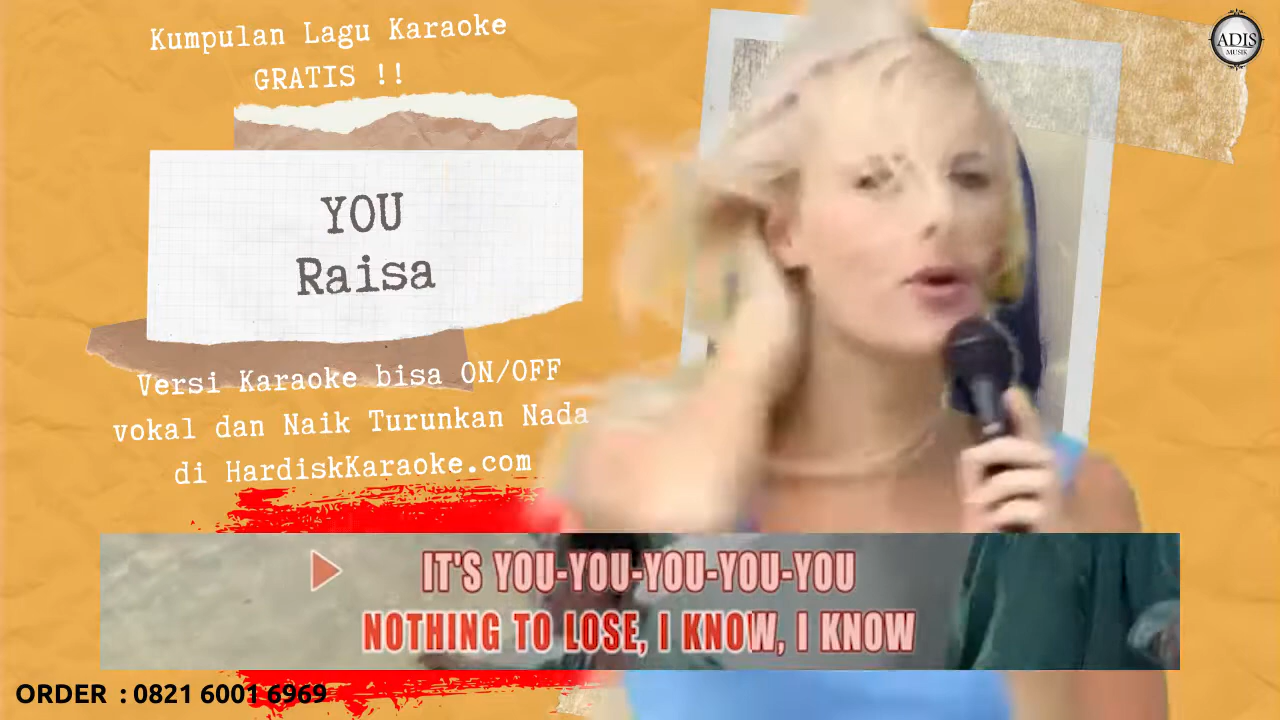 Kumpulan Lagu Karaoke
GRATIS !!
ADIS
MUSIK
YOU
Raisa
Versi Karaoke bisa ON/OFF
vokal dan Naik Turunkan Nada
di HardiskKaraoke.com
IT'S YOU-YOU-YOU-YOU-YOU
NOTHING TO LOSE, I KNOW, I KNOW
ORDER : 0821 6001 6969